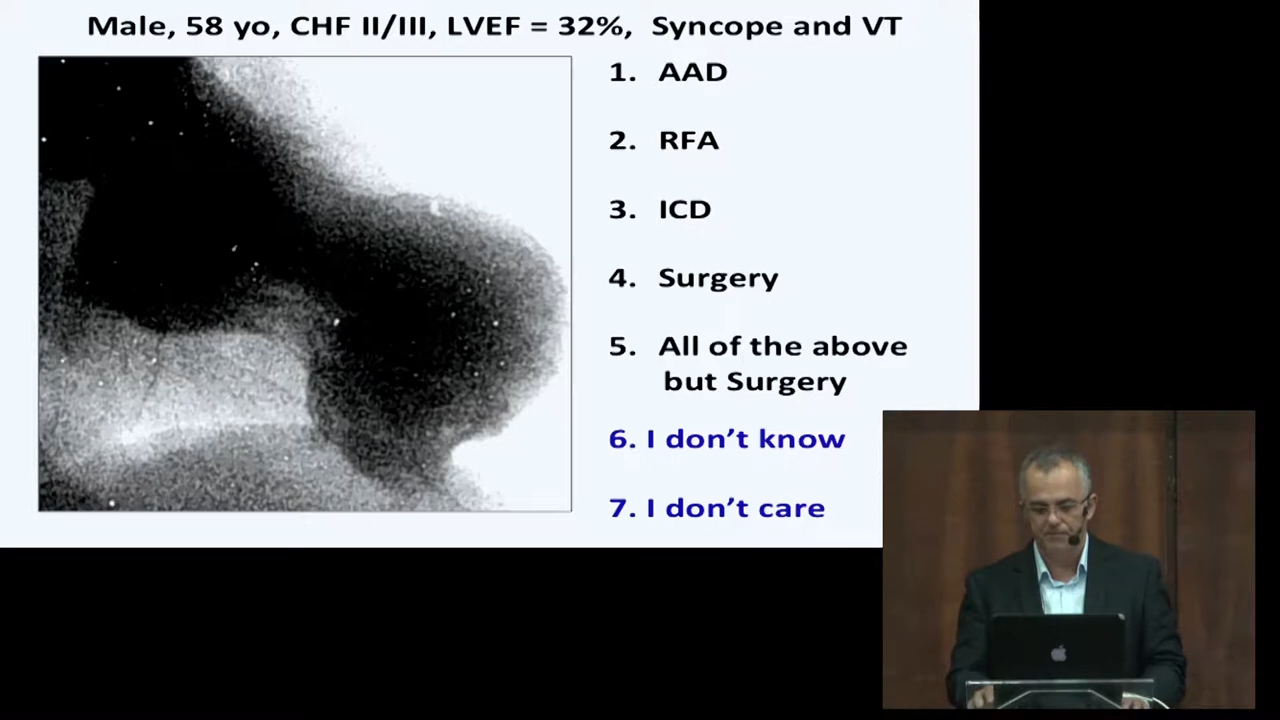 Male, 58 yo, CHF II/III, LVEF = 32%, Syncope and VT
1. AAD
2. RFA
3. ICD
4. Surgery
5. All of the above
but Surgery
6. I don't know
7. I don't care